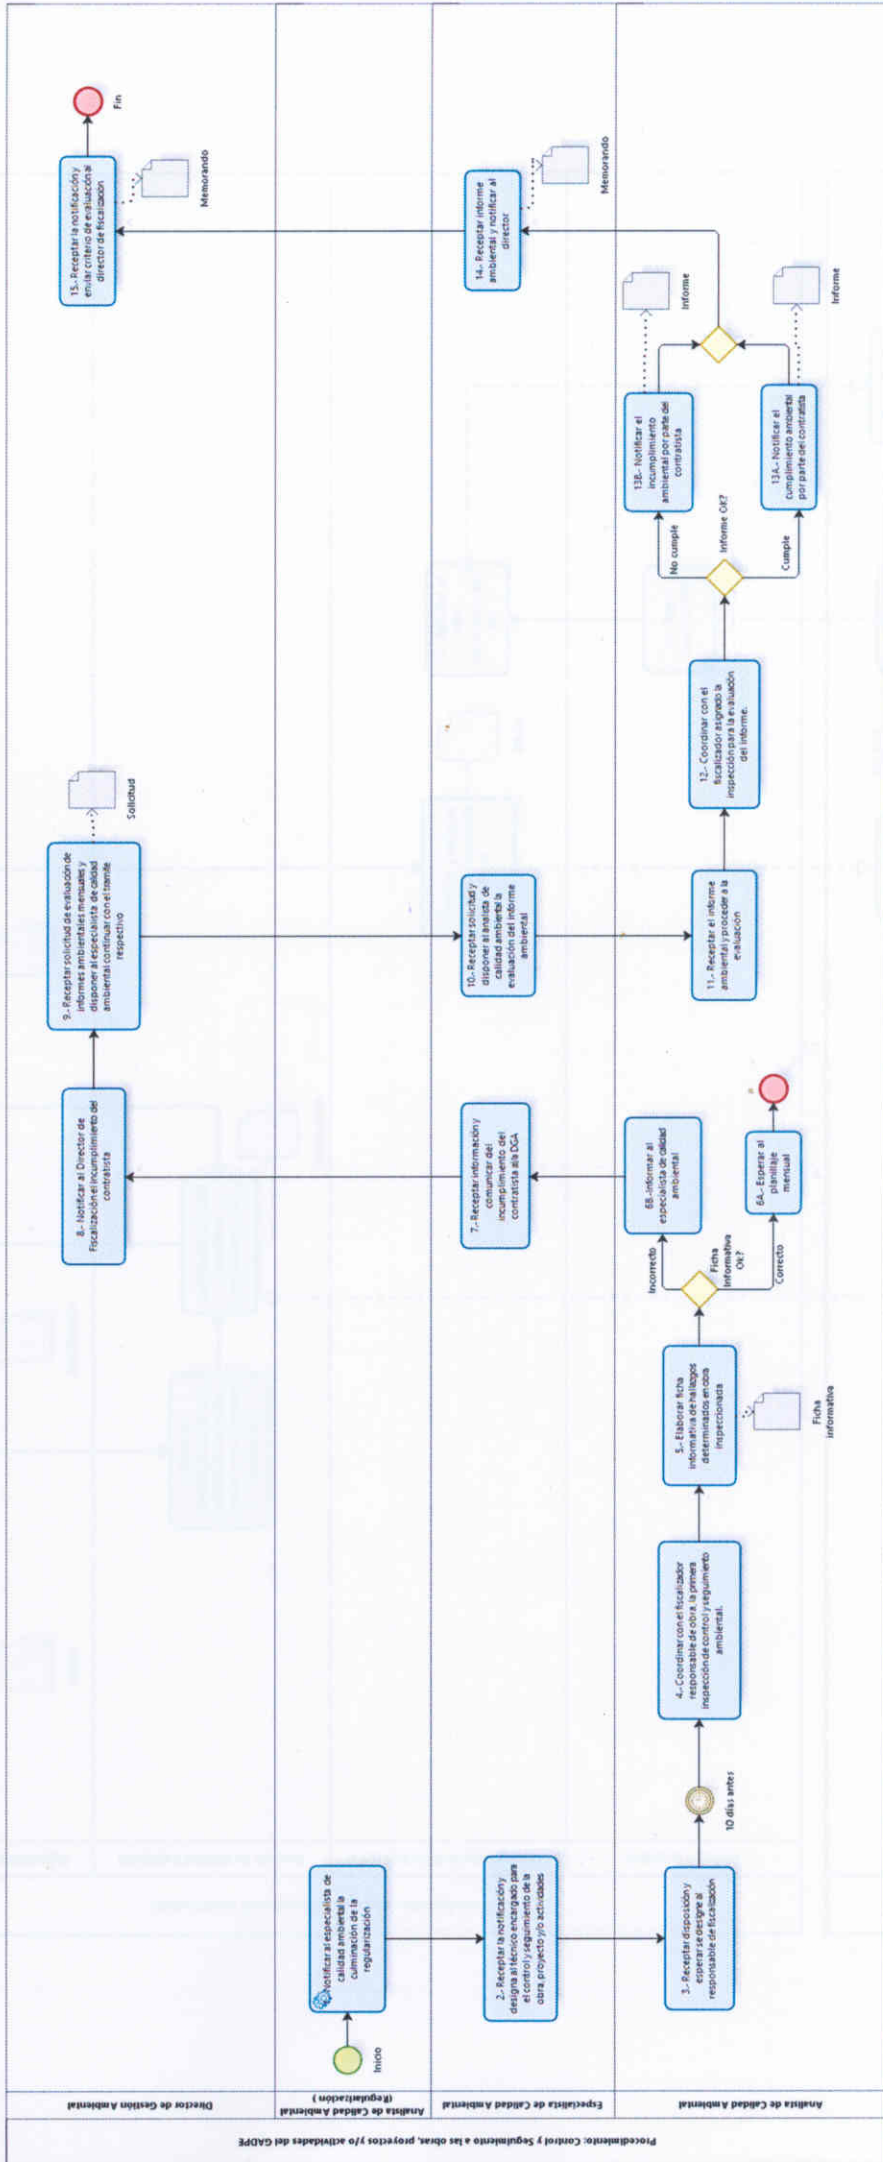 Procedimiento: Control y Seguimiento a las obras, proyectos y/o actividades del GADPE
Director de Gestión Ambiental
Analista de Calidad Ambiental
(Regularización )
Especialista de Calidad Ambiental
Analista de Calidad Ambiental
Inicio
Notificar al especialista de
calidad ambiental la
culminación de la
regularización
2.- Receptar la notificación y
designa al técnico encargado para
el control y seguimiento de la
obra, proyecto y/o actividades
3.- Receptar disposición y
esperar se designe al
responsable de fiscalización
10 días antes
4.- Coordinar con el fiscalizador
responsable de obra, la primera
inspección de control y seguimiento
ambiental.
5.- Elaborar ficha
informativa de hallazgos
determinados en obra
inspeccionada
Ficha
informativa
Ficha
Informativa
Ok?
Incorrecto
Correcto
6B.-Informar al
especialista de calidad
ambiental
6A.- Esperar al
planillaje
mensual
7.- Receptar información y
comunicar del
incumplimiento del
contratista a la DGA
8.- Notificar al Director de
Fiscalización el incumplimiento del
contratista
9.- Receptar solicitud de evaluación de
informes ambientales mensuales y
disponer al especialista de calidad
ambiental continuar con el tramite
respectivo
Solicitud
10.- Receptar solicitud y
disponer al analista de
calidad ambiental la
evaluación del informe
ambiental
11.- Receptar el informe
ambiental y proceder a la
evaluación
12.- Coordinar con el
fiscalizador asignado la
inspección para la evaluación
del informe.
Informe OK?
No cumple
Cumple
13B.- Notificar el
incumplimiento
ambiental por parte del
contratista
Informe
13A.- Notificar el
cumplimiento ambiental
por parte del contratista
Informe
14.- Receptar informe
ambiental y notificar al
director
Memorando
15.- Receptar la notificación y
enviar criterio de evaluación al
director de fiscalización
Memorando
Fin